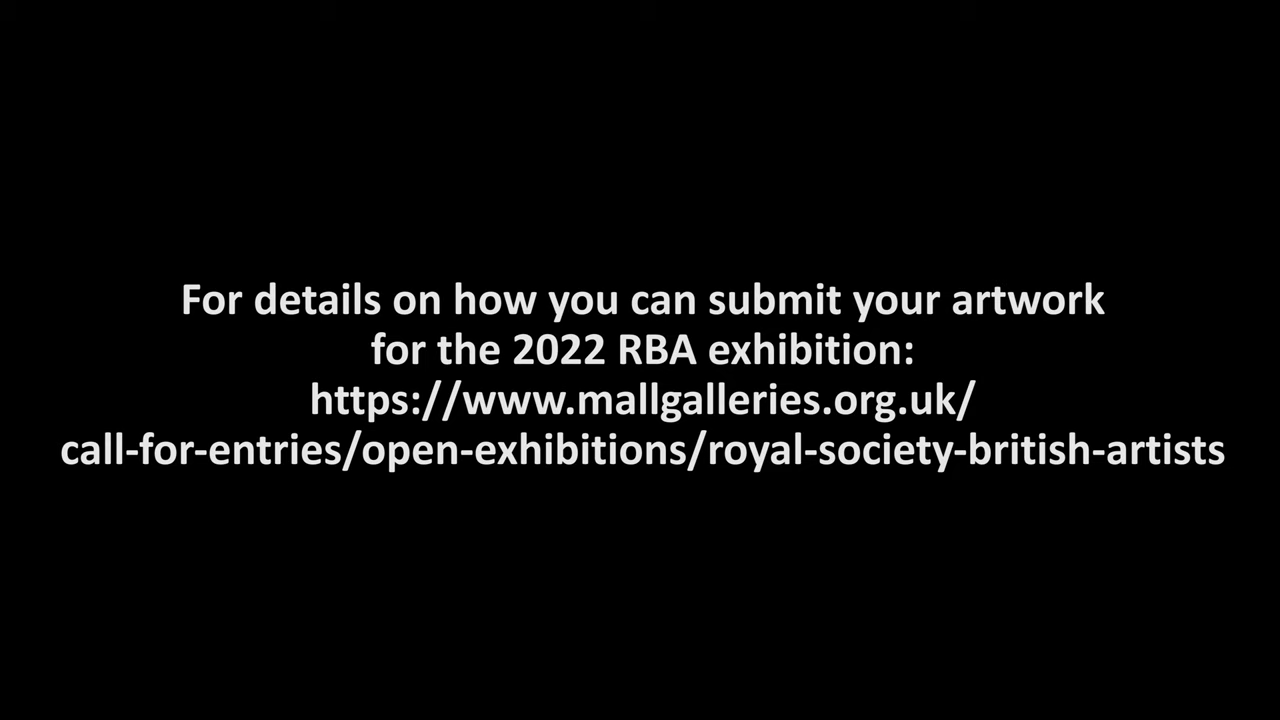 For details on how you can submit your artwork
for the 2022 RBA exhibition:
https://www.mallgalleries.org.uk/
call-for-entries/open-exhibitions/royal-society-british-artists